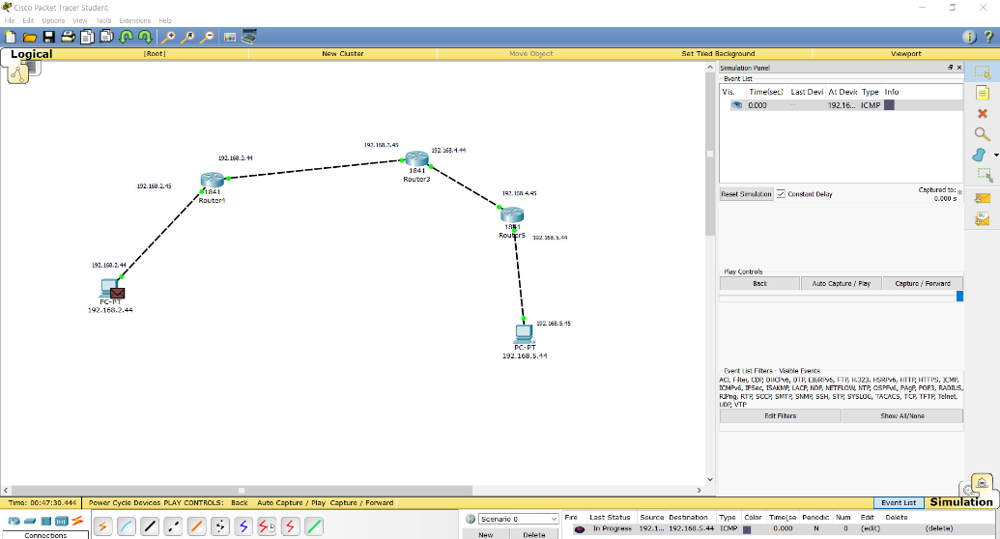 Cisco Packet Tracer Student
File Edit Options View Tools Extensions Help
Logical [Root] New Cluster Move Object Set Tied Background Viewport
Simulation Panel
Event List
Vis. Time(sec) Last Devi At Devic Type Info
0.000 -- 192.16... ICMP
192.168.3.45
192.168.4.44
192.168.3.44
1841
Router3
192.168.2.45
1841
Router4
192.168.4.45
1841
Router5
192.168.5.44
Reset Simulation Constant Delay Captured to:
0.000 s
192.168.2.44
PC-PT
192.168.2.44
Play Controls
Back Auto Capture / Play Capture / Forward
192.168.5.45
PC-PT
192.168.5.44
Event List Filters - Visible Events
ACL Filter, CDP, DHCPv6, DTP, EIGRPv6, FTP, H.323, HSRPv6, HTTP, HTTPS, ICMP,
ICMPv6, IPSec, ISAKMP, LACP, NDP, NETFLOW, NTP, OSPFv6, PAgP, POP3, RADIUS,
RIPng, RTP, SCCP, SMTP, SNMP, SSH, STP, SYSLOG, TACACS, TCP, TFTP, Telnet,
UDP, VTP
Edit Filters Show All/None
Time: 00:47:30.444 Power Cycle Devices PLAY CONTROLS: Back Auto Capture / Play Capture / Forward Event List Simulation
Scenario 0 Fire Last Status Source Destination Type Color Time(se Periodic Num Edit Delete
In Progress 192.1... 192.168.5.44 ICMP 0.000 N 0 (edit) (delete)
Connections New Delete